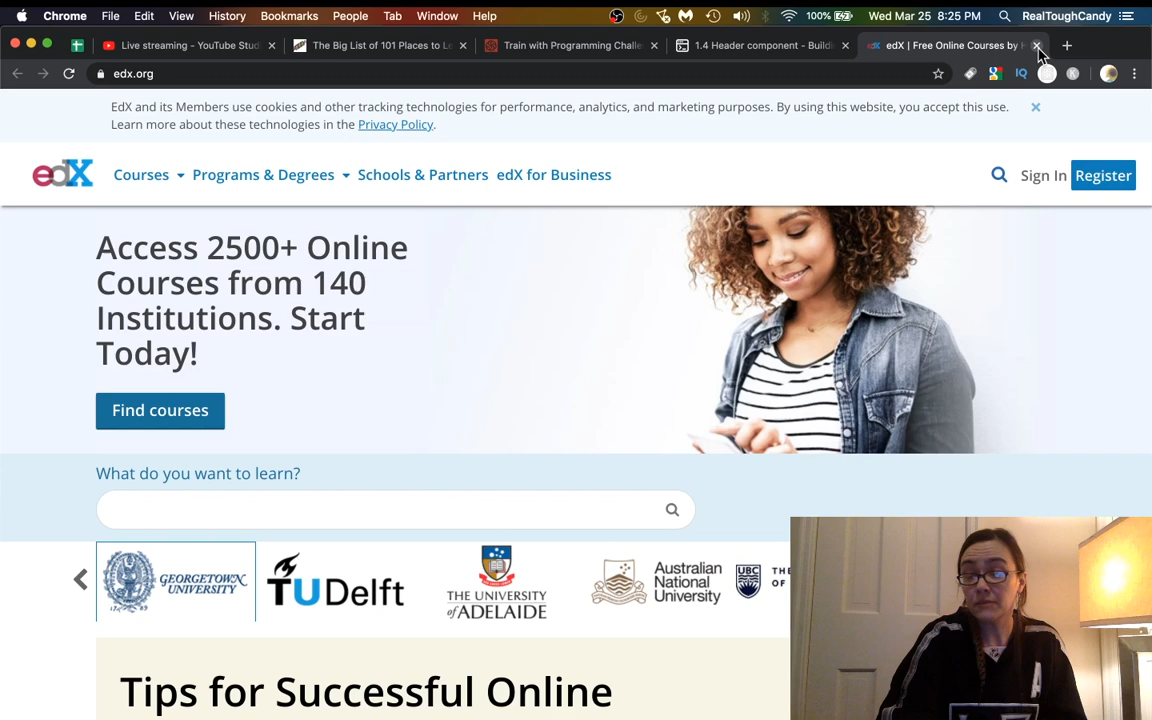 Chrome File Edit View History Bookmarks People Tab Window Help 100% Wed Mar 25 8:25 PM RealToughCandy
Live streaming - YouTube Stud The Big List of 101 Places to Le Train with Programming Challe 1.4 Header component - Buildi edX | Free Online Courses by H
edx.org IQ K
EdX and its Members use cookies and other tracking technologies for performance, analytics, and marketing purposes. By using this website, you accept this use.
Learn more about these technologies in the Privacy Policy.
edX Courses Programs & Degrees Schools & Partners edX for Business Sign In Register
Access 2500+ Online
Courses from 140
Institutions. Start
Today!
Find courses
What do you want to learn?
GEORGETOWN
UNIVERSITY
TUDelft
THE UNIVERSITY
of ADELAIDE
Australian
National
University
UBC THE
OF
Tips for Successful Online
A